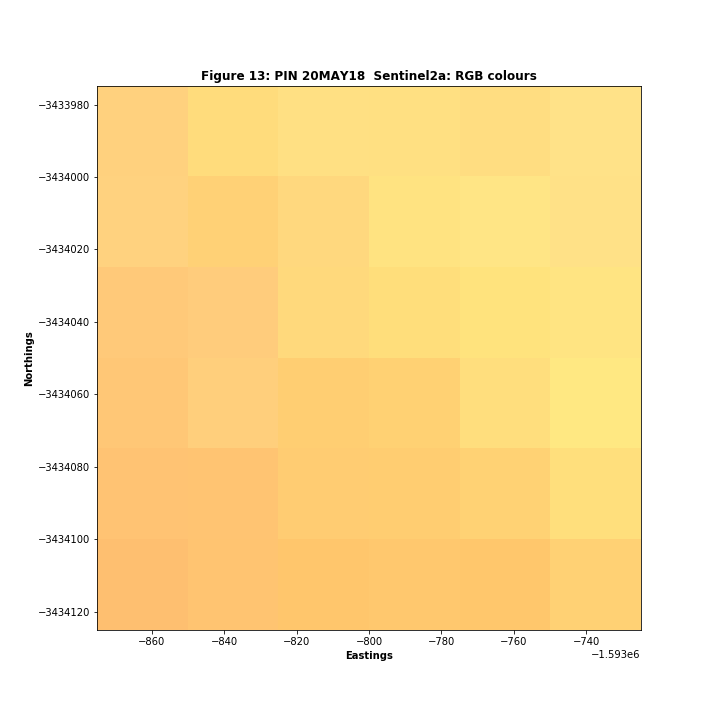 Figure 13: PIN 20MAY18  Sentinel2a: RGB colours
−3433980
−3434000
−3434020
−3434040
−3434060
−3434080
−3434100
−3434120
Northings
−860 −840 −820 −800 −780 −760 −740
Eastings
−1.593e6